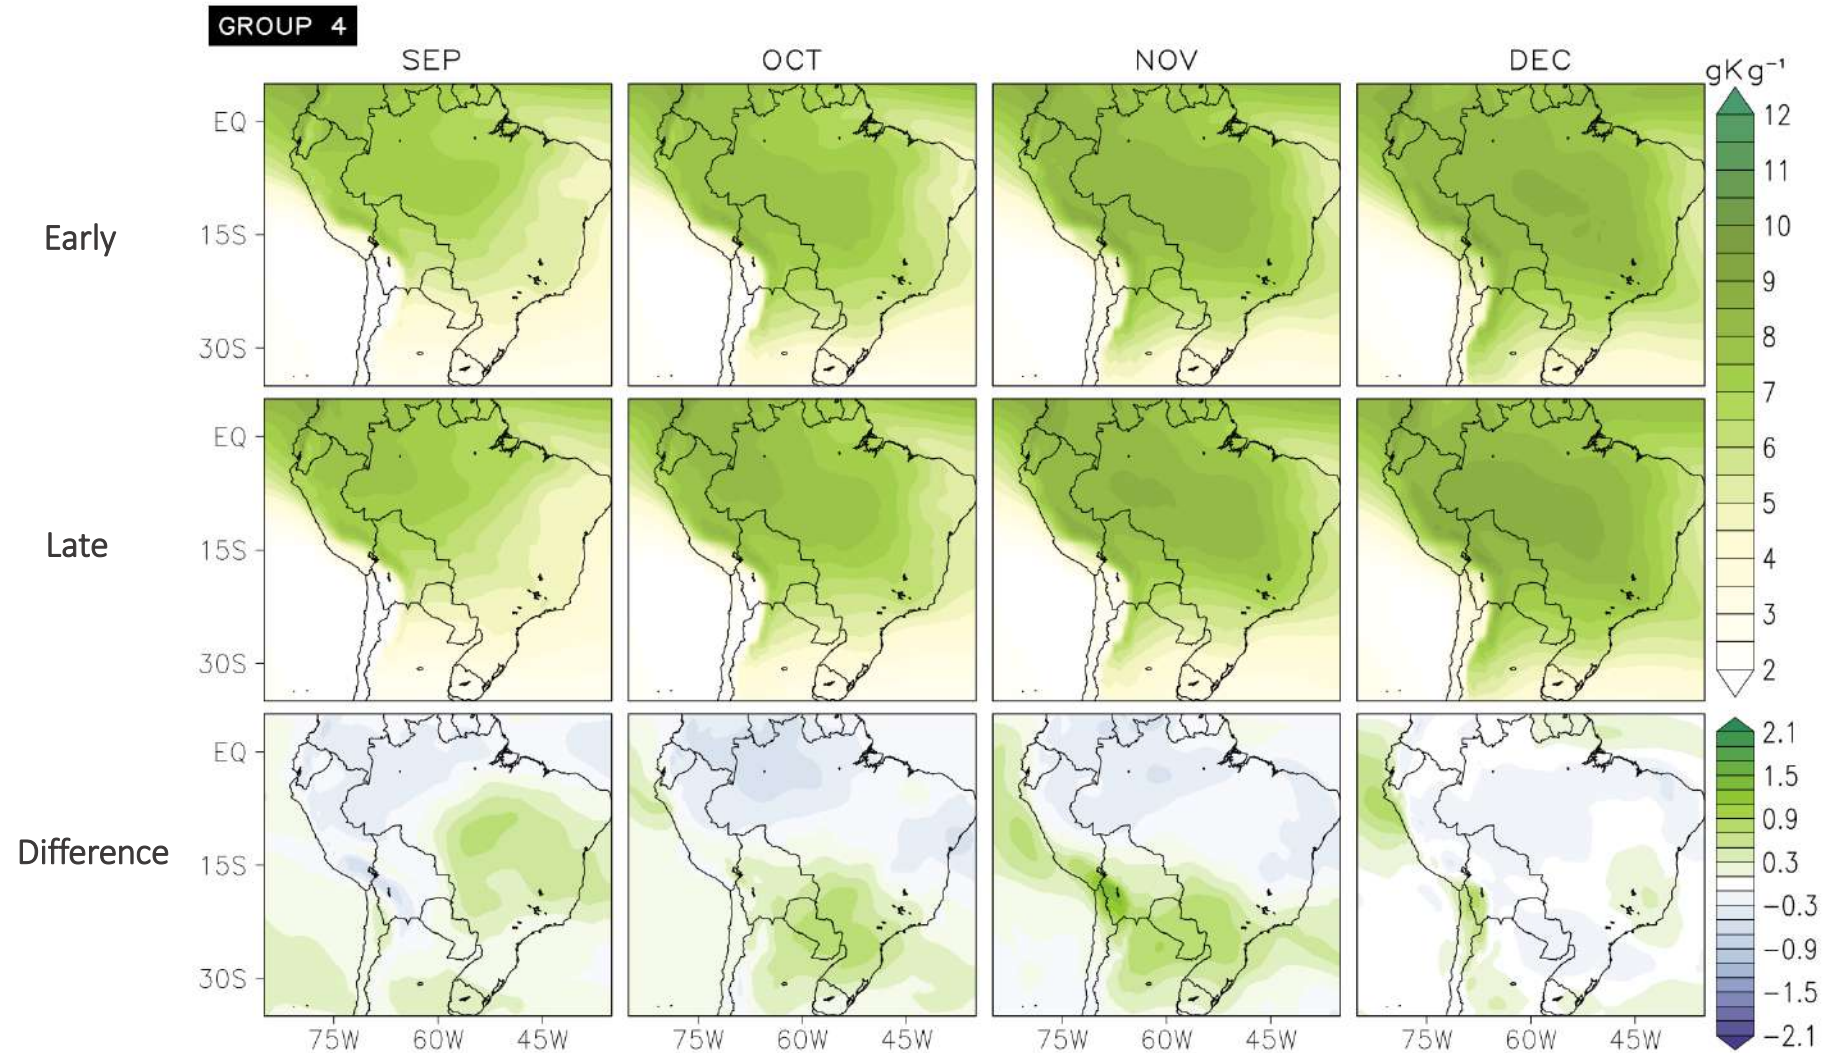 GROUP 4
SEP OCT NOV DEC
gKg⁻¹
Early
EQ
15S
30S
12
11
10
9
8
7
6
5
4
3
2
Late
EQ
15S
30S
Difference
EQ
15S
30S
2.1
1.5
0.9
0.3
-0.3
-0.9
-1.5
-2.1
75W 60W 45W 75W 60W 45W 75W 60W 45W 75W 60W 45W